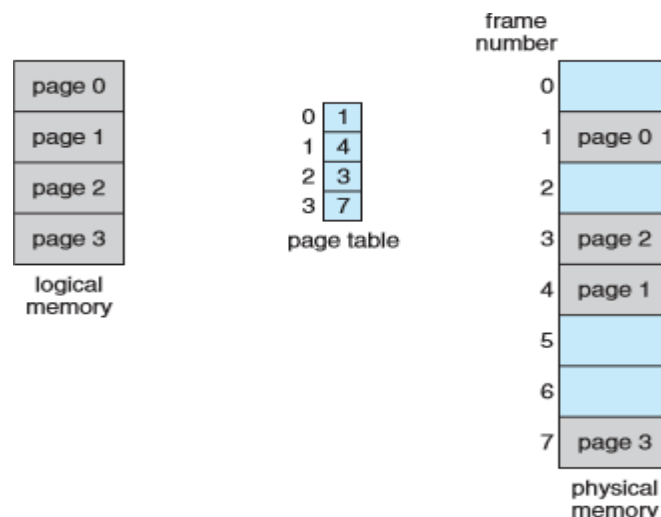 page 0
page 1
page 2
page 3
logical
memory
0 1
1 4
2 3
3 7
page table
frame
number
0
1 page 0
2
3 page 2
4 page 1
5
6
7 page 3
physical
memory